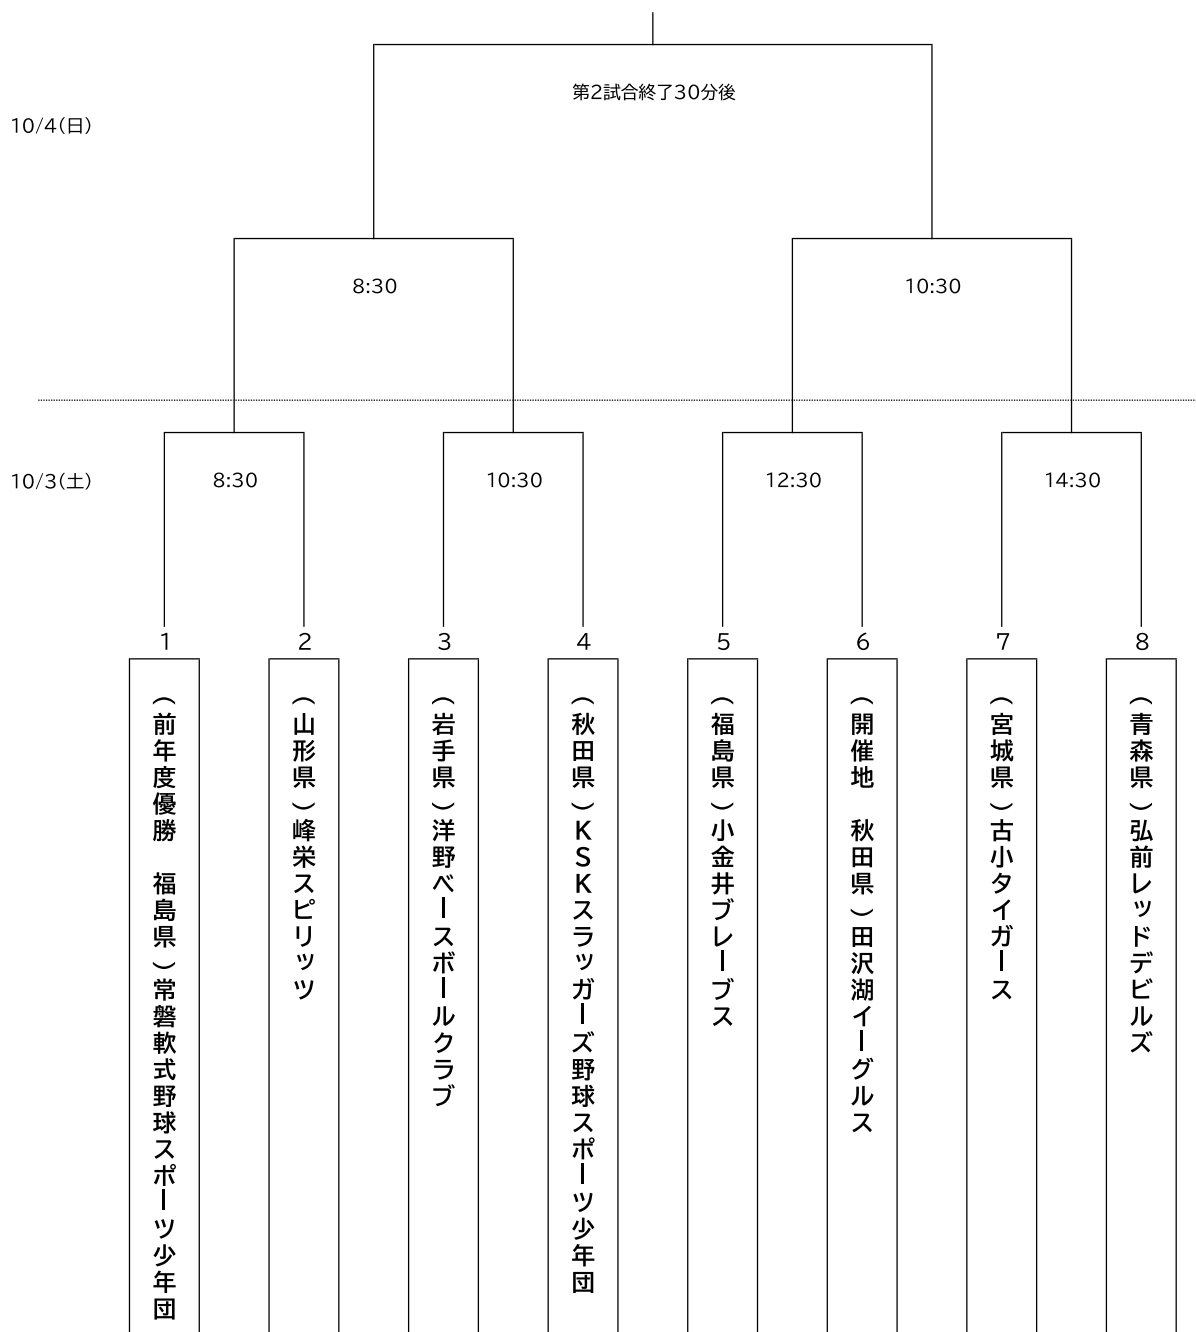 第2試合終了30分後
10/4(日)
8:30
10:30
10/3(土)
8:30
10:30
12:30
14:30
1
2
3
4
5
6
7
8
（前年度優勝　福島県）常磐軟式野球スポーツ少年団
（山形県）峰栄スピリッツ
（岩手県）洋野ベースボールクラブ
（秋田県）KSKスラッガーズ野球スポーツ少年団
（福島県）小金井ブレーブス
（開催地　秋田県）田沢湖イーグルス
（宮城県）古小タイガース
（青森県）弘前レッドデビルズ